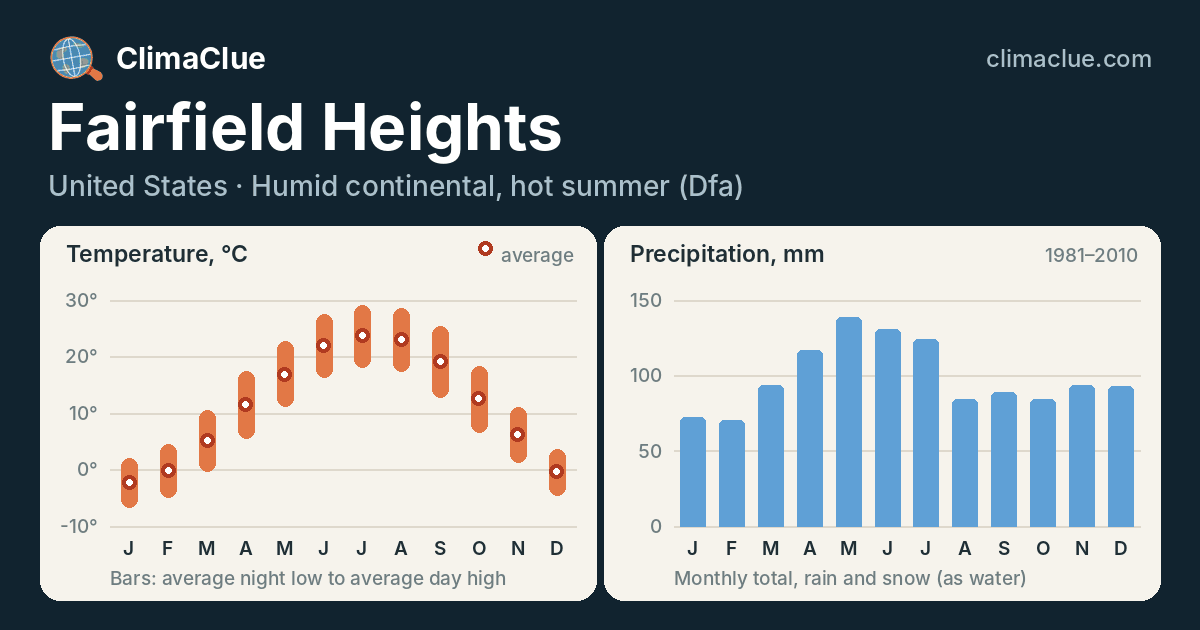 ClimaClue
climaclue.com
Fairfield Heights
United States · Humid continental, hot summer (Dfa)
Temperature, °C
average
30°
20°
10°
0°
-10°
J F M A M J J A S O N D
Bars: average night low to average day high
Precipitation, mm
1981–2010
150
100
50
0
J F M A M J J A S O N D
Monthly total, rain and snow (as water)